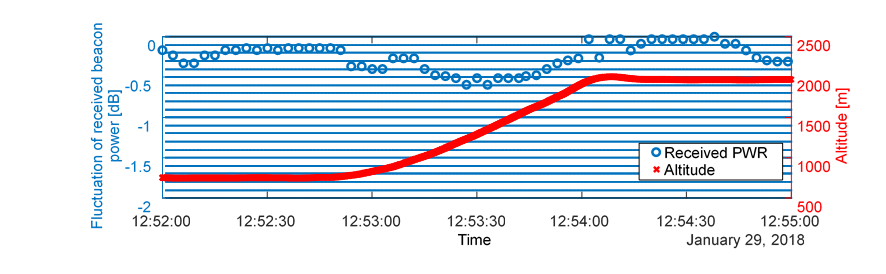 Fluctuation of received beacon
power [dB]
0
-0.5
-1
-1.5
-2
2500
2000
1500
1000
500
Altitude [m]
Received PWR
Altitude
12:52:00
12:52:30
12:53:00
12:53:30
12:54:00
12:54:30
12:55:00
Time
January 29, 2018